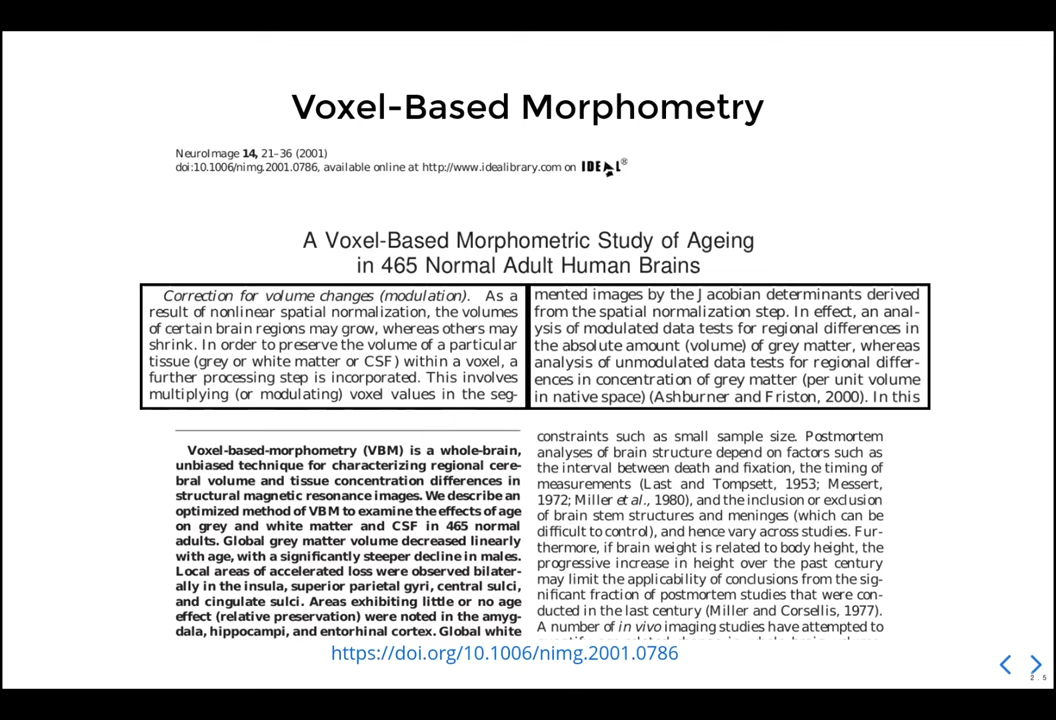 Voxel-Based Morphometry
NeuroImage 14, 21–36 (2001)
doi:10.1006/nimg.2001.0786, available online at http://www.idealibrary.com on IDEAL®
A Voxel-Based Morphometric Study of Ageing
in 465 Normal Adult Human Brains
Correction for volume changes (modulation). As a
result of nonlinear spatial normalization, the volumes
of certain brain regions may grow, whereas others may
shrink. In order to preserve the volume of a particular
tissue (grey or white matter or CSF) within a voxel, a
further processing step is incorporated. This involves
multiplying (or modulating) voxel values in the seg-
mented images by the Jacobian determinants derived
from the spatial normalization step. In effect, an anal-
ysis of modulated data tests for regional differences in
the absolute amount (volume) of grey matter, whereas
analysis of unmodulated data tests for regional differ-
ences in concentration of grey matter (per unit volume
in native space) (Ashburner and Friston, 2000). In this
Voxel-based-morphometry (VBM) is a whole-brain,
unbiased technique for characterizing regional cere-
bral volume and tissue concentration differences in
structural magnetic resonance images. We describe an
optimized method of VBM to examine the effects of age
on grey and white matter and CSF in 465 normal
adults. Global grey matter volume decreased linearly
with age, with a significantly steeper decline in males.
Local areas of accelerated loss were observed bilater-
ally in the insula, superior parietal gyri, central sulci,
and cingulate sulci. Areas exhibiting little or no age
effect (relative preservation) were noted in the amyg-
dala, hippocampi, and entorhinal cortex. Global white
constraints such as small sample size. Postmortem
analyses of brain structure depend on factors such as
the interval between death and fixation, the timing of
measurements (Last and Tompsett, 1953; Messert,
1972; Miller et al., 1980), and the inclusion or exclusion
of brain stem structures and meninges (which can be
difficult to control), and hence vary across studies. Fur-
thermore, if brain weight is related to body height, the
progressive increase in height over the past century
may limit the applicability of conclusions from the sig-
nificant fraction of postmortem studies that were con-
ducted in the last century (Miller and Corsellis, 1977).
A number of in vivo imaging studies have attempted to
https://doi.org/10.1006/nimg.2001.0786
2.5